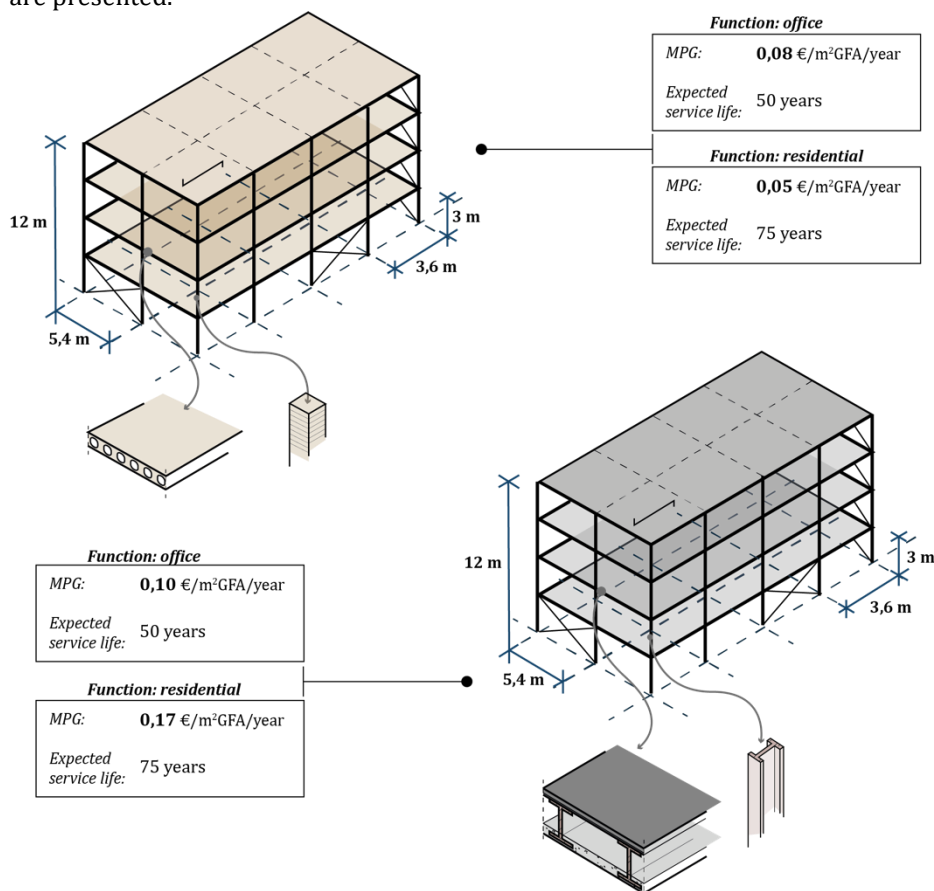 are presented.
Function: office
MPG: 0,08 €/m²GFA/year
Expected
service life: 50 years
Function: residential
MPG: 0,05 €/m²GFA/year
Expected
service life: 75 years
12 m
3 m
3,6 m
5,4 m
Function: office
MPG: 0,10 €/m²GFA/year
Expected
service life: 50 years
Function: residential
MPG: 0,17 €/m²GFA/year
Expected
service life: 75 years
12 m
3 m
3,6 m
5,4 m